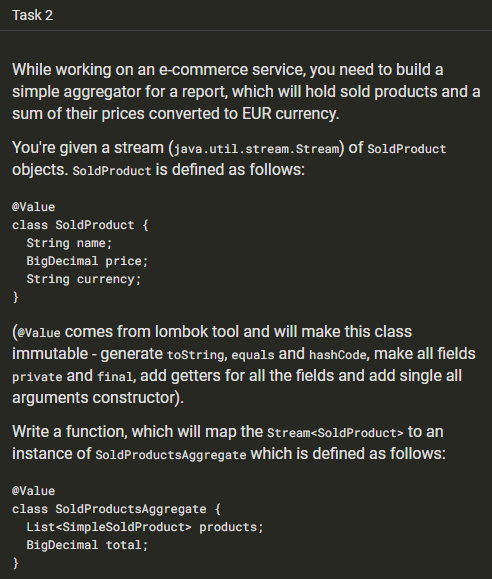 Task 2
While working on an e-commerce service, you need to build a
simple aggregator for a report, which will hold sold products and a
sum of their prices converted to EUR currency.
You're given a stream (java.util.stream.Stream) of SoldProduct
objects. SoldProduct is defined as follows:
@Value
class SoldProduct {
  String name;
  BigDecimal price;
  String currency;
}
(@Value comes from lombok tool and will make this class
immutable - generate toString, equals and hashCode, make all fields
private and final, add getters for all the fields and add single all
arguments constructor).
Write a function, which will map the Stream<SoldProduct> to an
instance of SoldProductsAggregate which is defined as follows:
@Value
class SoldProductsAggregate {
  List<SimpleSoldProduct> products;
  BigDecimal total;
}